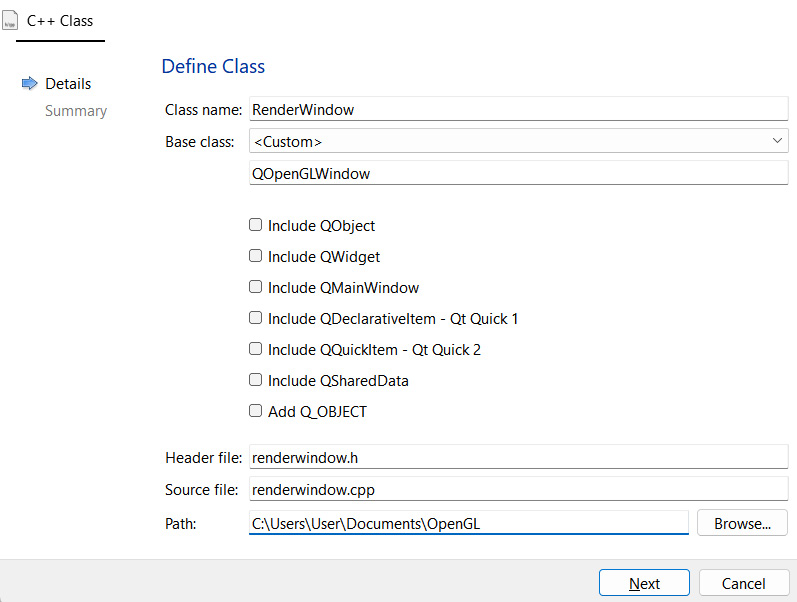 C++ Class
Define Class
Details
Summary
Class name: RenderWindow
Base class: <Custom>
QOpenGLWindow
Include QObject
Include QWidget
Include QMainWindow
Include QDeclarativeItem - Qt Quick 1
Include QQuickItem - Qt Quick 2
Include QSharedData
Add Q_OBJECT
Header file: renderwindow.h
Source file: renderwindow.cpp
Path: C:\Users\User\Documents\OpenGL Browse...
Next Cancel